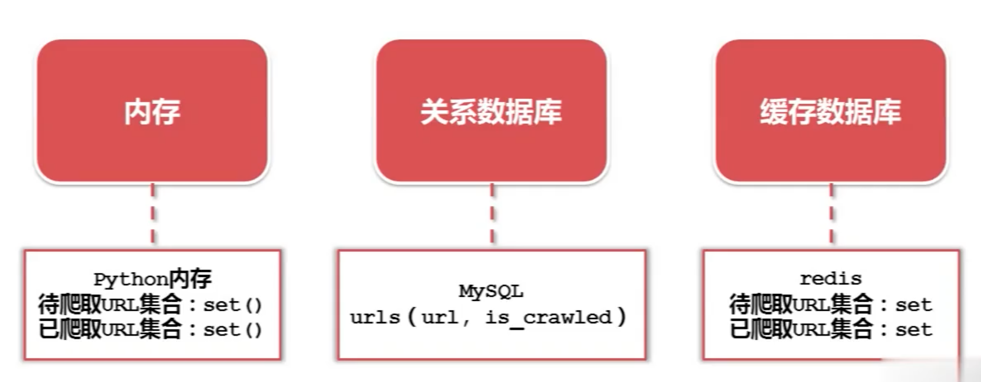 内存
关系数据库
缓存数据库
Python内存
待爬取URL集合：set()
已爬取URL集合：set()
MySQL
urls(url, is_crawled)
redis
待爬取URL集合：set
已爬取URL集合：set